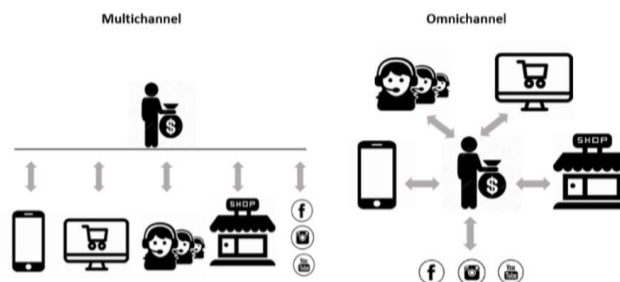 Multichannel
$
SHOP
f
You
Tube
Omnichannel
$
SHOP
f
You
Tube